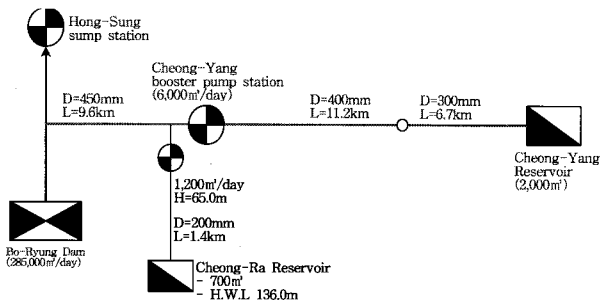 Hong-Sung
sump station
Cheong-Yang
booster pump station
(6,000㎥/day)
D=450mm
L=9.6km
D=400mm
L=11.2km
D=300mm
L=6.7km
Cheong-Yang
Reservoir
(2,000㎥)
1,200㎥/day
H=65.0m
D=200mm
L=1.4km
Bo-Ryung Dam
(285,000㎥/day)
Cheong-Ra Reservoir
- 700㎥
- H.W.L 136.0m